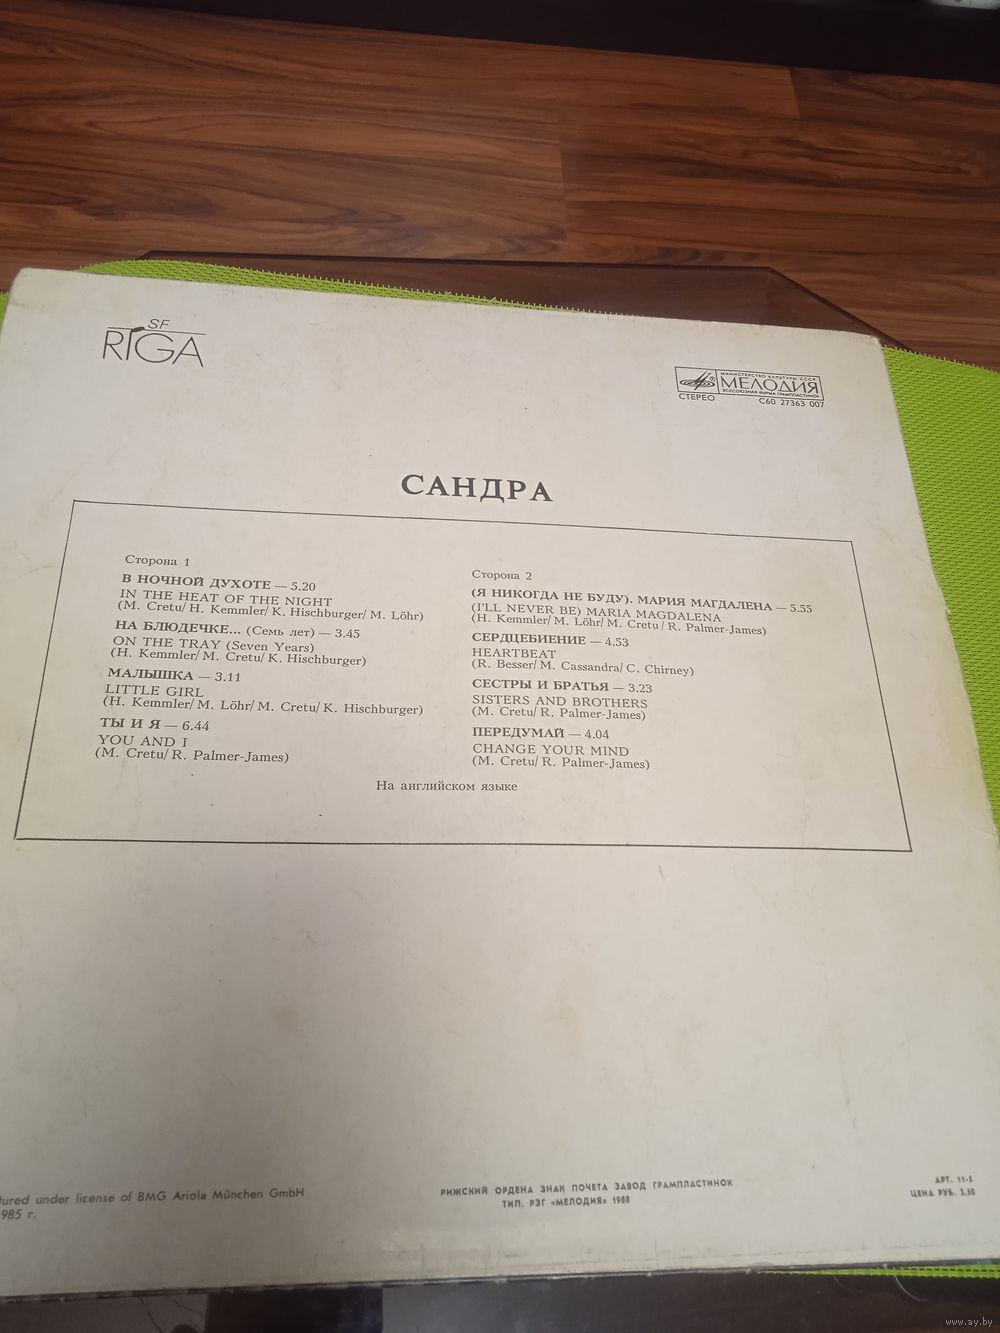 SF
RIGA
МИНИСТЕРСТВО КУЛЬТУРЫ СССР
МЕЛОДИЯ
ВСЕСОЮЗНАЯ ФИРМА ГРАМПЛАСТИНОК
СТЕРЕО
С60 27363 007
САНДРА
Сторона 1
В НОЧНОЙ ДУХОТЕ — 5.20
IN THE HEAT OF THE NIGHT
(M. Cretu/ H. Kemmler/ K. Hischburger/ M. Löhr)
НА БЛЮДЕЧКЕ... (Семь лет) — 3.45
ON THE TRAY (Seven Years)
(H. Kemmler/ M. Cretu/ K. Hischburger)
МАЛЫШКА — 3.11
LITTLE GIRL
(H. Kemmler/ M. Löhr/ M. Cretu/ K. Hischburger)
ТЫ И Я — 6.44
YOU AND I
(M. Cretu/ R. Palmer-James)
Сторона 2
(Я НИКОГДА НЕ БУДУ). МАРИЯ МАГДАЛЕНА — 5.55
(I'LL NEVER BE) MARIA MAGDALENA
(H. Kemmler/ M. Löhr/ M. Cretu/ R. Palmer-James)
СЕРДЦЕБИЕНИЕ — 4.53
HEARTBEAT
(R. Besser/ M. Cassandra/ C. Chirney)
СЕСТРЫ И БРАТЬЯ — 3.23
SISTERS AND BROTHERS
(M. Cretu/ R. Palmer-James)
ПЕРЕДУМАЙ — 4.04
CHANGE YOUR MIND
(M. Cretu/ R. Palmer-James)
На английском языке
tured under license of BMG Ariola München GmbH
985 г.
РИЖСКИЙ ОРДЕНА ЗНАК ПОЧЕТА ЗАВОД ГРАМПЛАСТИНОК
ТИП. РЗГ «МЕЛОДИЯ» 1988
АРТ. 11-5
ЦЕНА РУБ. 3,50
www.ay.by